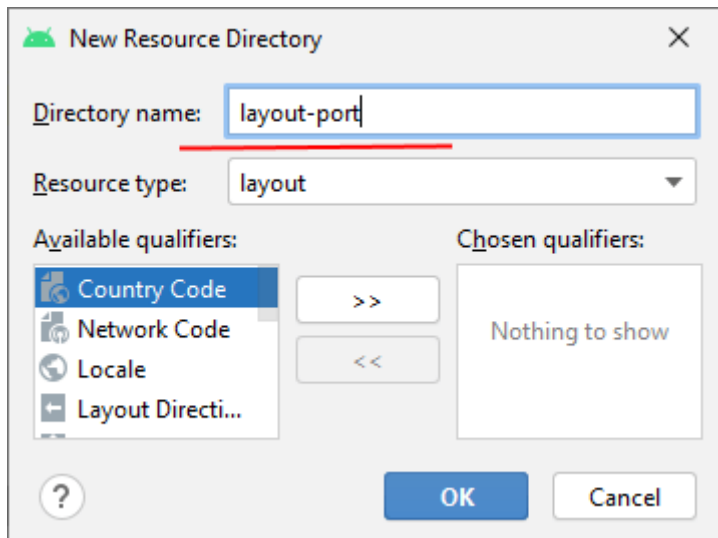 New Resource Directory
Directory name: layout-port
Resource type: layout
Available qualifiers:
Country Code
Network Code
Locale
Layout Directi...
>>
<<
Chosen qualifiers:
Nothing to show
?
OK
Cancel